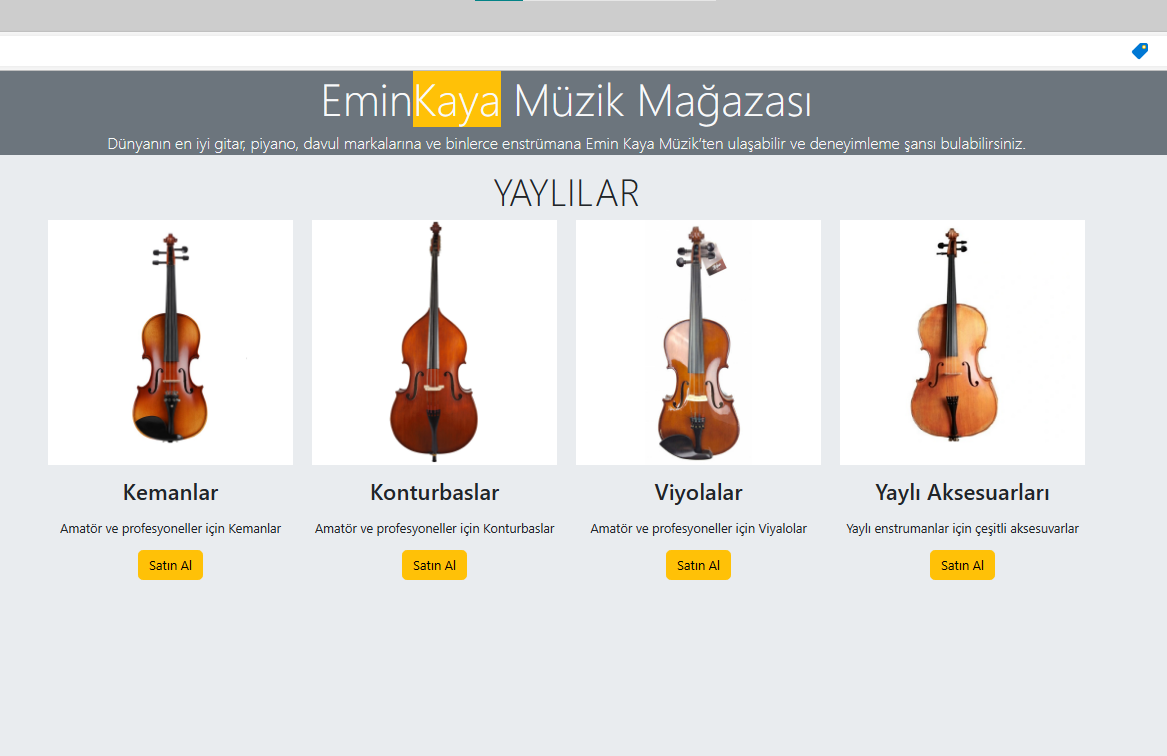 EminKaya Müzik Mağazası
Dünyanın en iyi gitar, piyano, davul markalarına ve binlerce enstrümana Emin Kaya Müzik'ten ulaşabilir ve deneyimleme şansı bulabilirsiniz.
YAYLILAR
Kemanlar
Amatör ve profesyoneller için Kemanlar
Satın Al
Konturbaslar
Amatör ve profesyoneller için Konturbaslar
Satın Al
Viyolalar
Amatör ve profesyoneller için Viyalolar
Satın Al
Yaylı Aksesuarları
Yaylı enstrumanlar için çeşitli aksesuvarlar
Satın Al